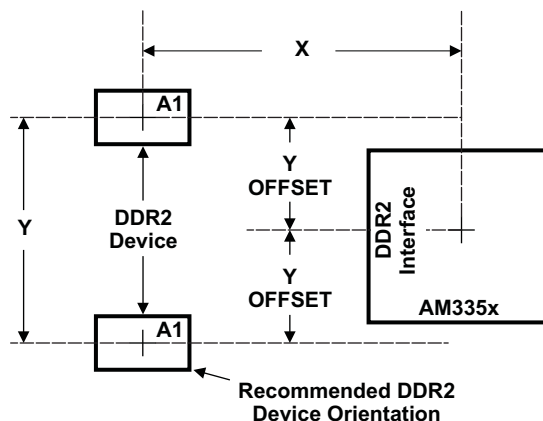 X
A1
Y
OFFSET
Y
DDR2
Device
DDR2
Interface
Y
OFFSET
A1
AM335x
Recommended DDR2
Device Orientation